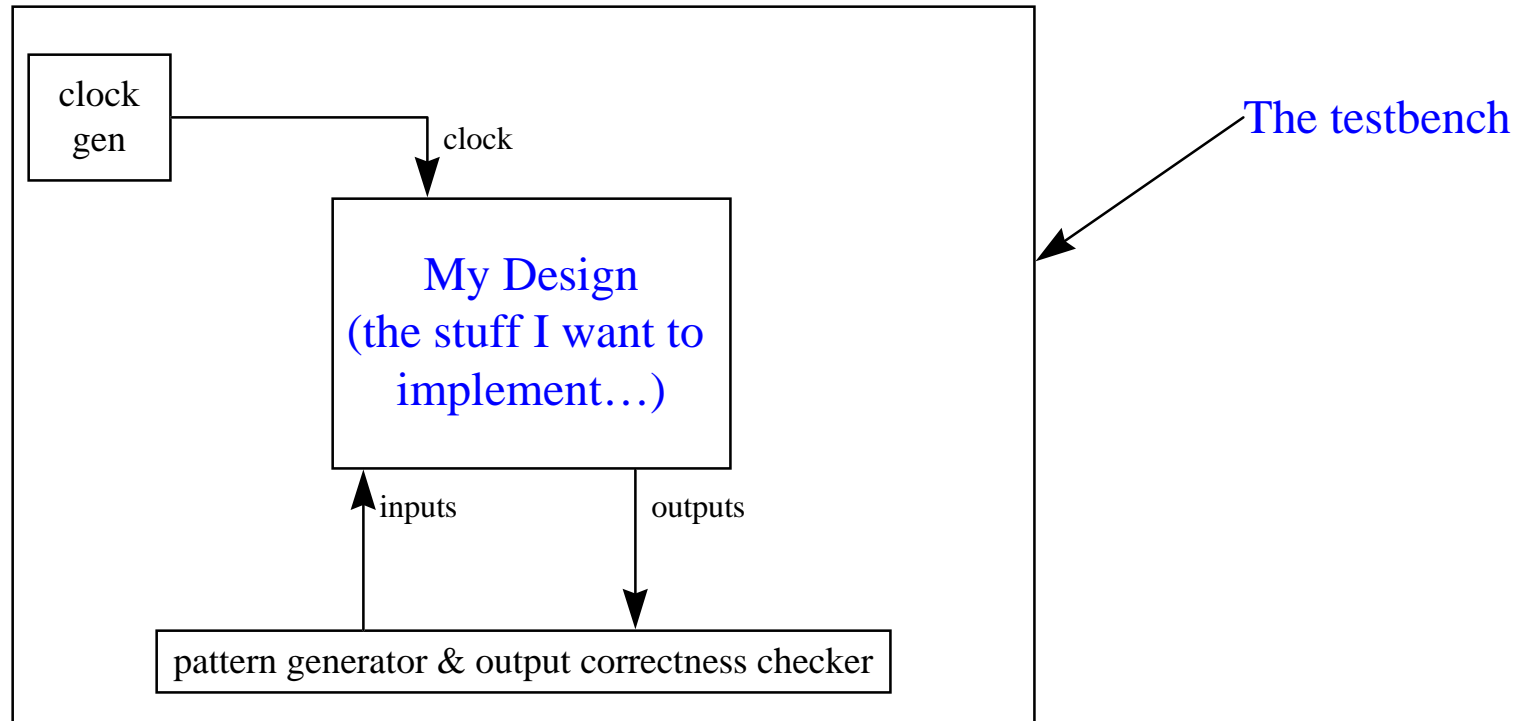 clock
gen
clock
The testbench
My Design
(the stuff I want to
implement…)
inputs
outputs
pattern generator & output correctness checker